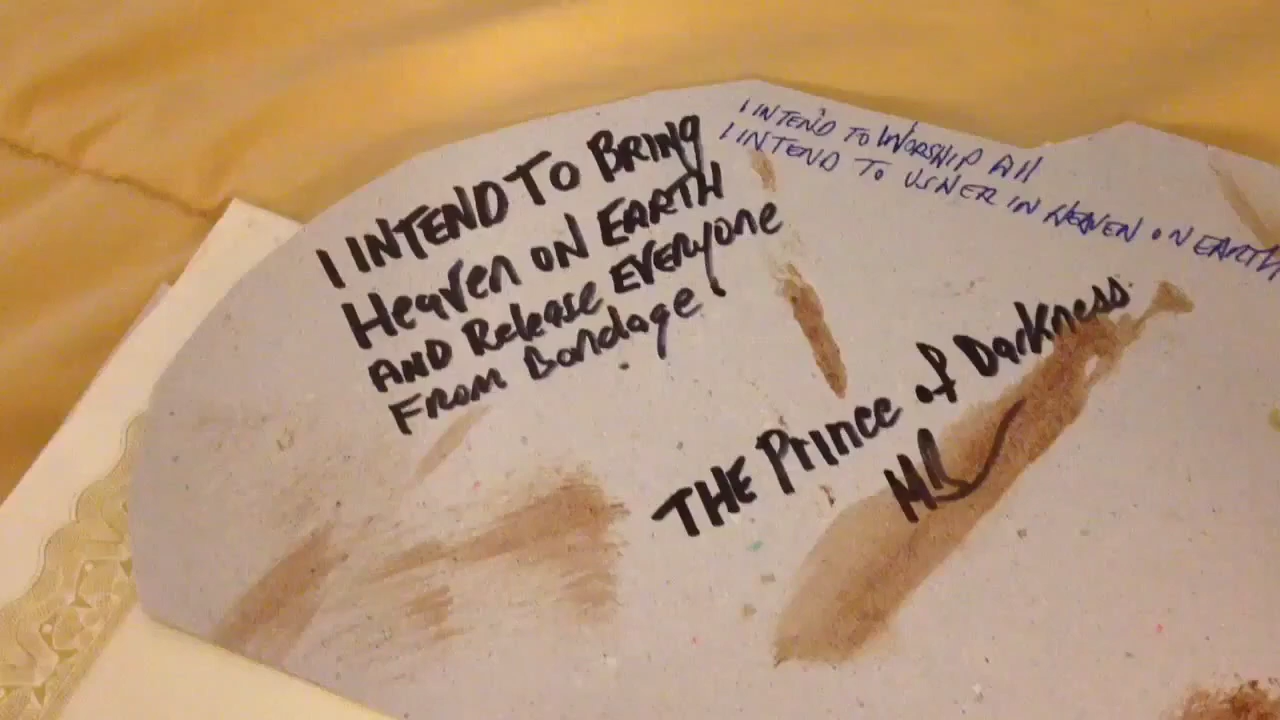 I INTEND TO BRING
Heaven ON EARTH
AND Release EVERYONE
FROM Bondage.
I INTEND TO WORSHIP All
I INTEND TO USHER IN HEAVEN ON EARTH
THE Prince of Darkness
MB